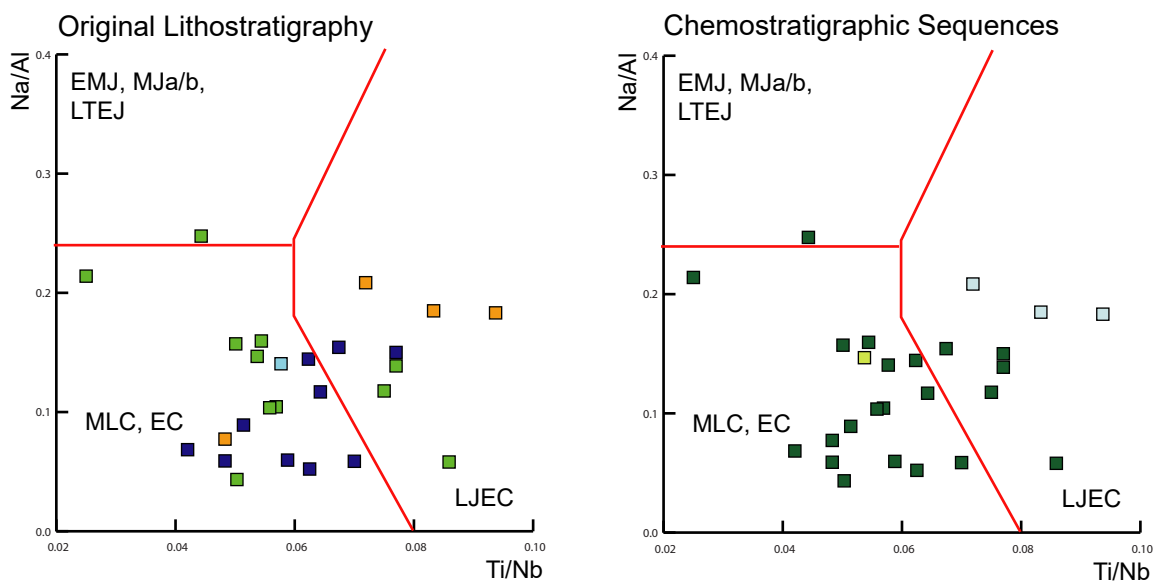 Original Lithostratigraphy
Na/Al
0.4
0.3
0.2
0.1
0.0
EMJ, MJa/b,
LTEJ
MLC, EC
LJEC
0.02
0.04
0.06
0.08
0.10
Ti/Nb
Chemostratigraphic Sequences
Na/Al
0.4
0.3
0.2
0.1
0.0
EMJ, MJa/b,
LTEJ
MLC, EC
LJEC
0.02
0.04
0.06
0.08
0.10
Ti/Nb